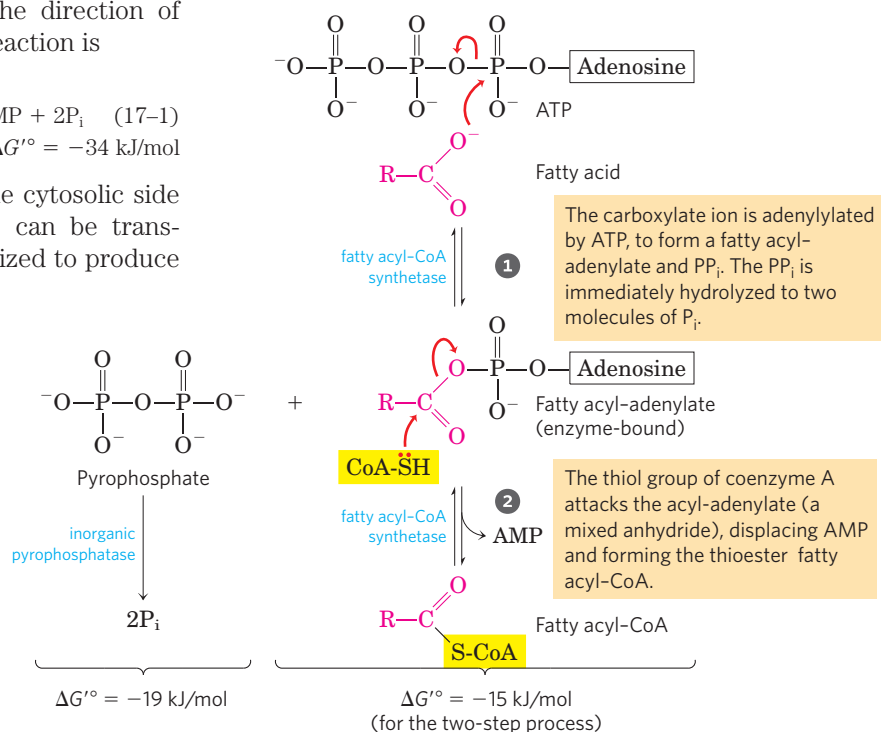 he direction of
eaction is
MP + 2Pᵢ (17–1)
G′° = −34 kJ/mol
e cytosolic side
can be trans-
ized to produce
O O O
⁻O—P—O—P—O—P—O—Adenosine
O⁻ O⁻ O⁻ ATP
O⁻
R—C
O
Fatty acid
fatty acyl–CoA
synthetase
1
The carboxylate ion is adenylylated
by ATP, to form a fatty acyl–
adenylate and PPᵢ. The PPᵢ is
immediately hydrolyzed to two
molecules of Pᵢ.
O O
⁻O—P—O—P—O⁻
O⁻ O⁻
Pyrophosphate
+
O
O—P—O—Adenosine
R—C O⁻
O
Fatty acyl–adenylate
(enzyme-bound)
CoA-SH
inorganic
pyrophosphatase
2Pᵢ
fatty acyl–CoA
synthetase
2
AMP
The thiol group of coenzyme A
attacks the acyl-adenylate (a
mixed anhydride), displacing AMP
and forming the thioester fatty
acyl–CoA.
O
R—C
S-CoA
Fatty acyl–CoA
ΔG′° = −19 kJ/mol
ΔG′° = −15 kJ/mol
(for the two-step process)